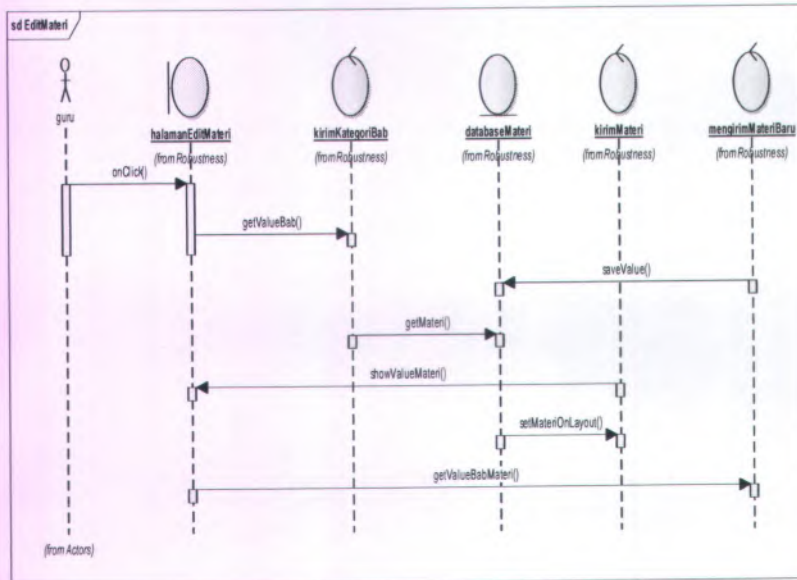 sd EditMateri
guru
halamanEditMateri
(from Robustness)
kirimKategoriBab
(from Robustness)
databaseMateri
(from Robustness)
kirimMateri
(from Robustness)
mengirimMateriBaru
(from Robustness)
onClick()
getValueBab()
saveValue()
getMateri()
showValueMateri()
setMateriOnLayout()
getValueBabMateri()
(from Actors)